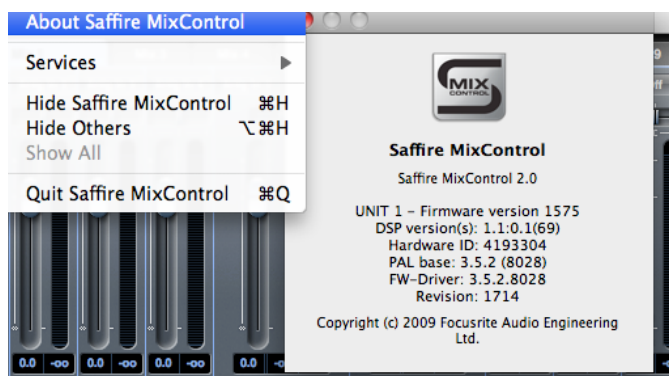 About Saffire MixControl
Services
Hide Saffire MixControl ⌘H
Hide Others ⌥⌘H
Show All
Quit Saffire MixControl ⌘Q
MIX
CONTROL
Saffire MixControl
Saffire MixControl 2.0
UNIT 1 – Firmware version 1575
DSP version(s): 1.1:0.1(69)
Hardware ID: 4193304
PAL base: 3.5.2 (8028)
FW-Driver: 3.5.2.8028
Revision: 1714
Copyright (c) 2009 Focusrite Audio Engineering
Ltd.
0.0 -oo 0.0 -oo 0.0 -oo 0.0